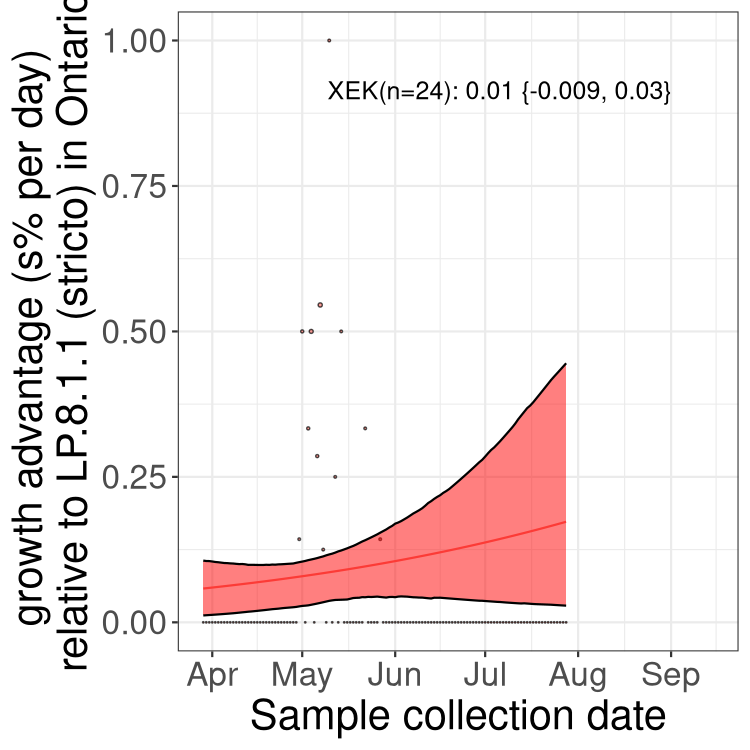 growth advantage (s% per day)
relative to LP.8.1.1 (stricto) in Ontario
1.00
0.75
0.50
0.25
0.00
XEK(n=24): 0.01 {-0.009, 0.03}
Apr May Jun Jul Aug Sep
Sample collection date